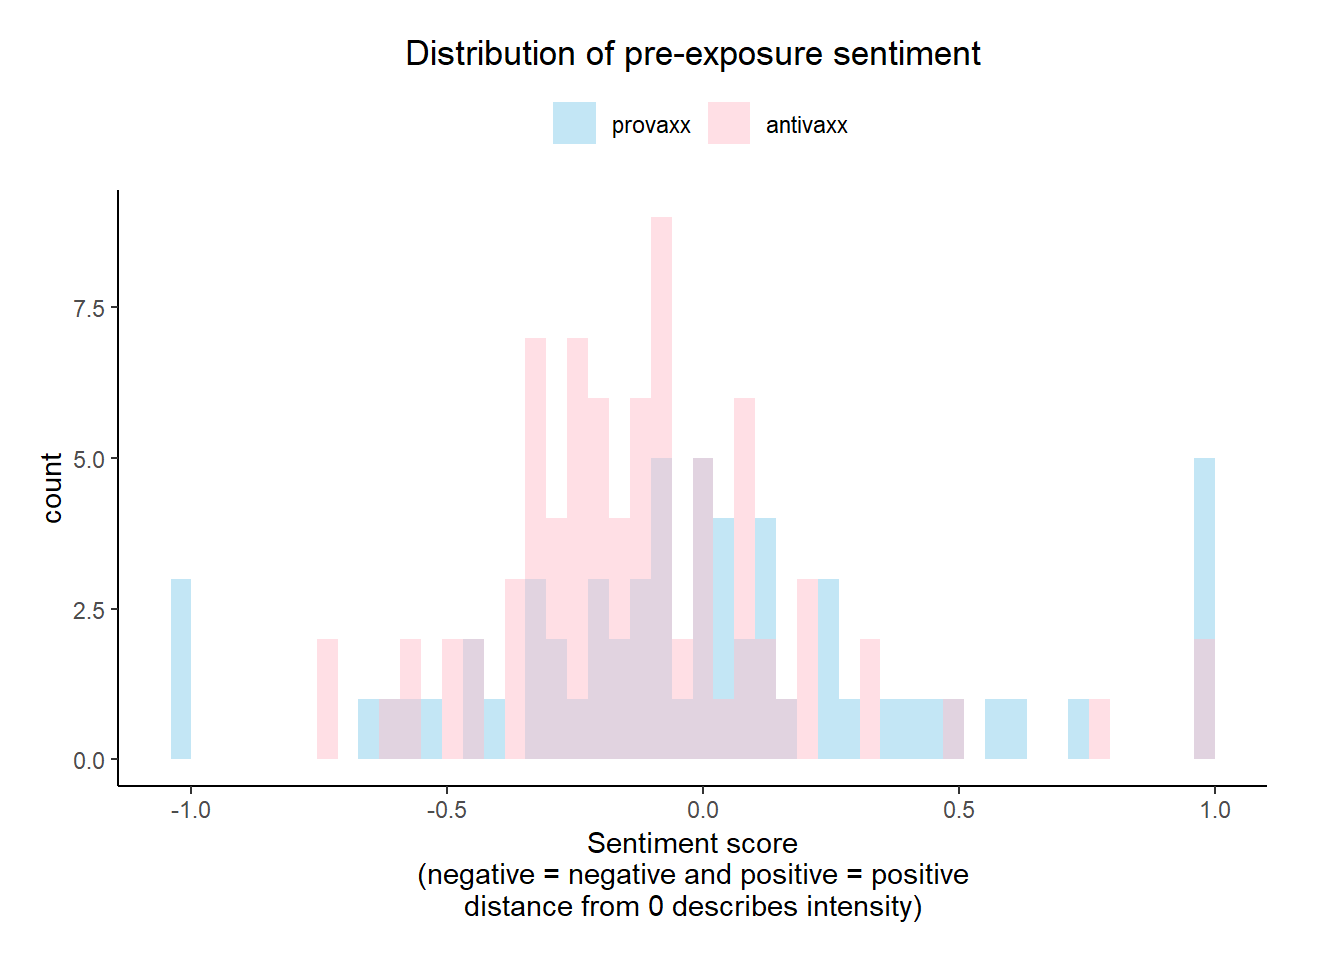 Distribution of pre-exposure sentiment
provaxx antivaxx
7.5
5.0
2.5
0.0
count
-1.0 -0.5 0.0 0.5 1.0
Sentiment score
(negative = negative and positive = positive
distance from 0 describes intensity)